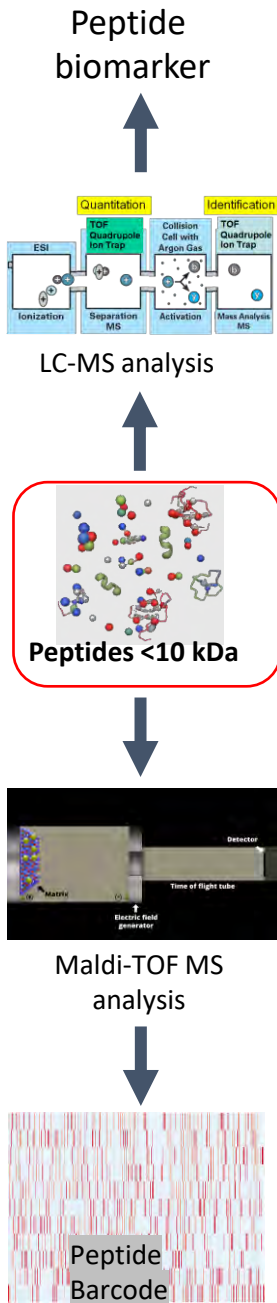 Peptide
biomarker
Quantitation
Identification
TOF
Quadrupole
Ion Trap
Collision
Cell with
Argon Gas
TOF
Quadrupole
Ion Trap
ESI
+
+
+
+
+
+
+
+
b
y
b
y
Ionization
Separation
MS
Activation
Mass Analysis
MS
LC-MS analysis
Peptides <10 kDa
Detector
Matrix
Time of flight tube
Electric field
generator
Maldi-TOF MS
analysis
Peptide
Barcode